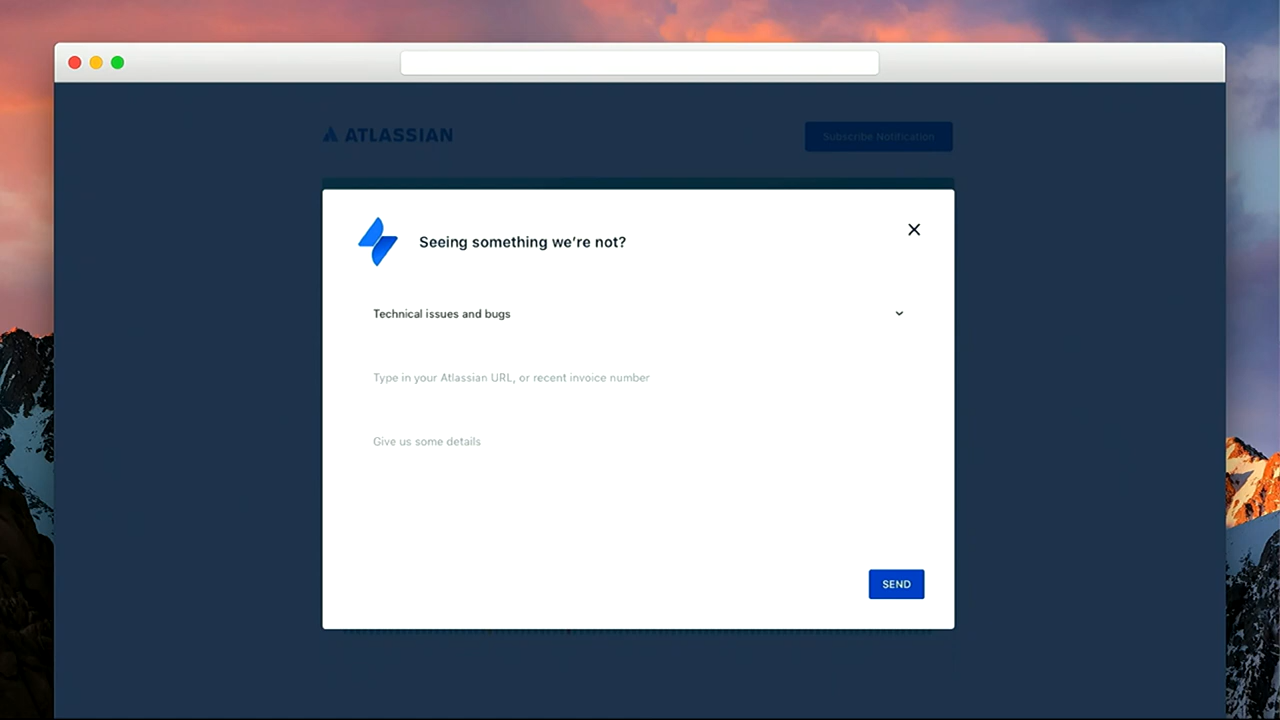 ATLASSIAN
Subscribe Notification
Seeing something we're not?
Technical issues and bugs
Type in your Atlassian URL, or recent invoice number
Give us some details
SEND